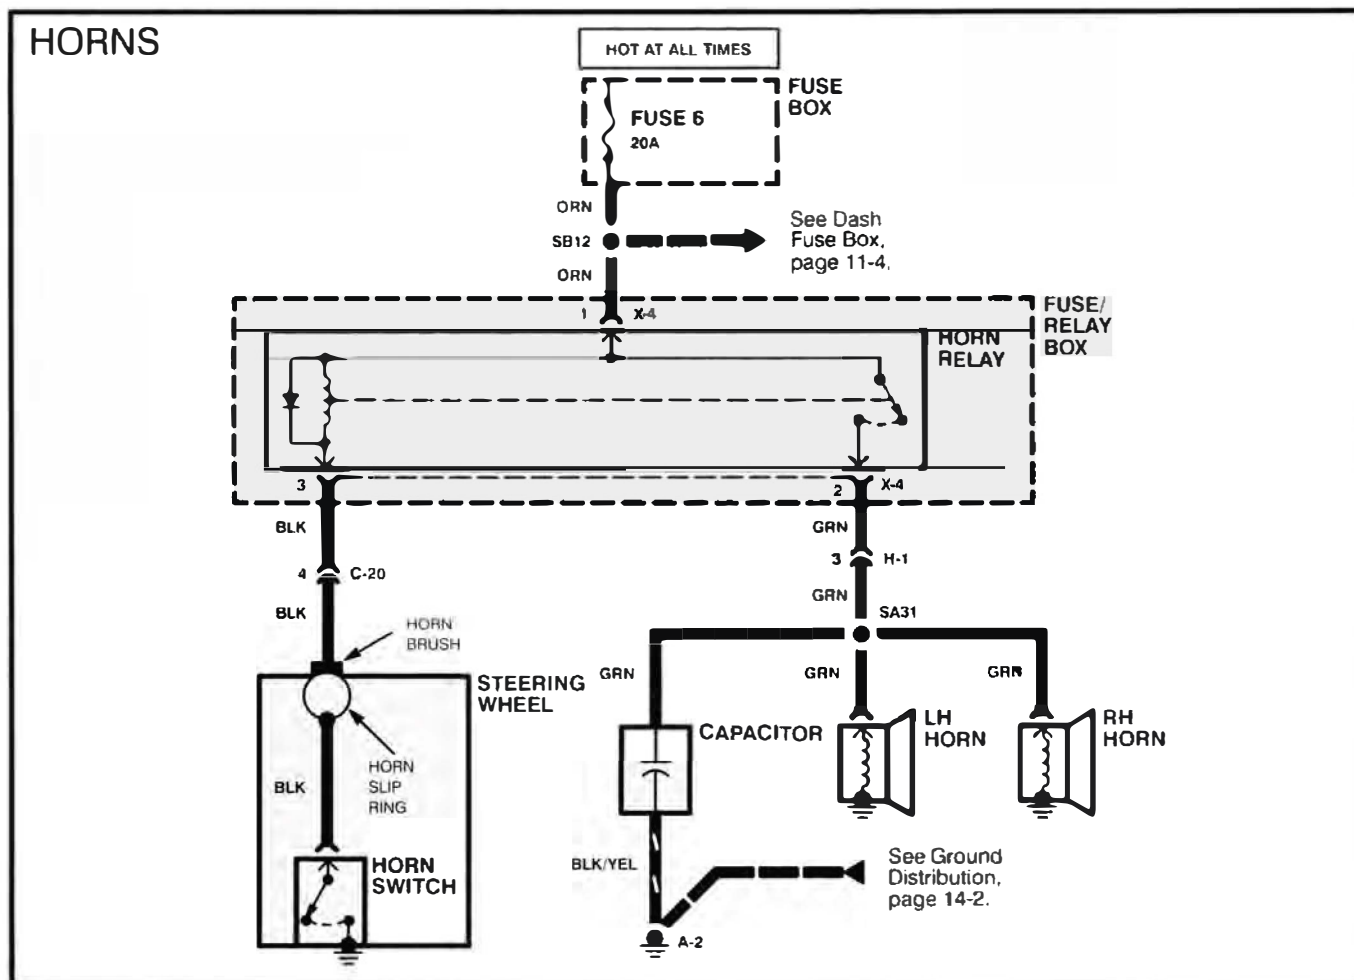 HORNS
HOT AT ALL TIMES
FUSE
BOX
FUSE 6
20A
ORN
SB12
See Dash
Fuse Box,
page 11-4.
ORN
1
X-4
FUSE/
RELAY
BOX
HORN
RELAY
3
2
X-4
BLK
GRN
4
C-20
3
H-1
BLK
GRN
SA31
HORN
BRUSH
GRN
GRN
GRN
STEERING
WHEEL
CAPACITOR
LH
HORN
RH
HORN
BLK
HORN
SLIP
RING
HORN
SWITCH
BLK/YEL
See Ground
Distribution,
page 14-2.
A-2